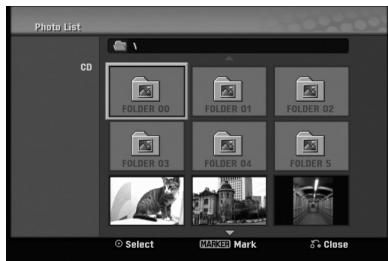 Photo List
\
CD
FOLDER 00 FOLDER 01 FOLDER 02
FOLDER 03 FOLDER 04 FOLDER 5
Select MARKER Mark Close